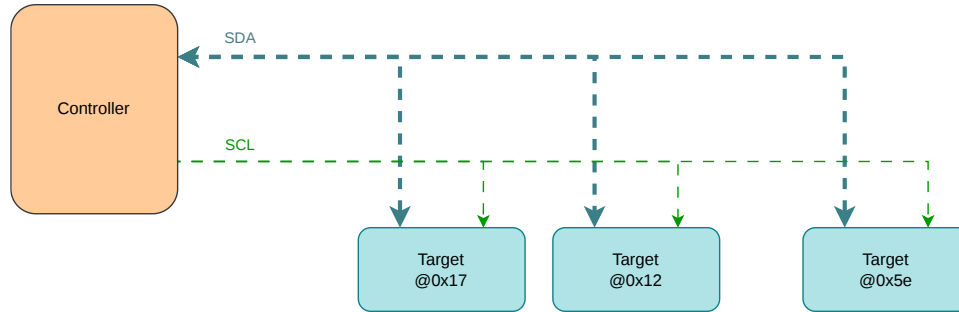 SDA
Controller
SCL
Target
@0x17
Target
@0x12
Target
@0x5e